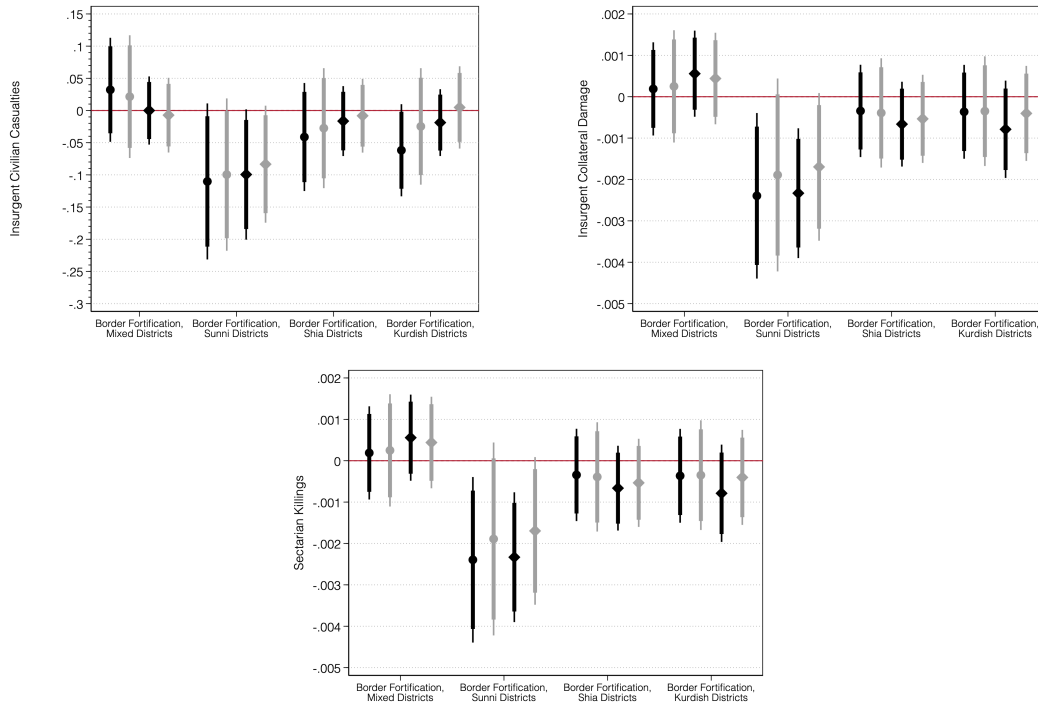 Insurgent Civilian Casualties
.15
.1
.05
0
-.05
-.1
-.15
-.2
-.25
-.3
Border Fortification,
Mixed Districts
Border Fortification,
Sunni Districts
Border Fortification,
Shia Districts
Border Fortification,
Kurdish Districts
Insurgent Collateral Damage
.002
.001
0
-.001
-.002
-.003
-.004
-.005
Border Fortification,
Mixed Districts
Border Fortification,
Sunni Districts
Border Fortification,
Shia Districts
Border Fortification,
Kurdish Districts
Sectarian Killings
.002
.001
0
-.001
-.002
-.003
-.004
-.005
Border Fortification,
Mixed Districts
Border Fortification,
Sunni Districts
Border Fortification,
Shia Districts
Border Fortification,
Kurdish Districts